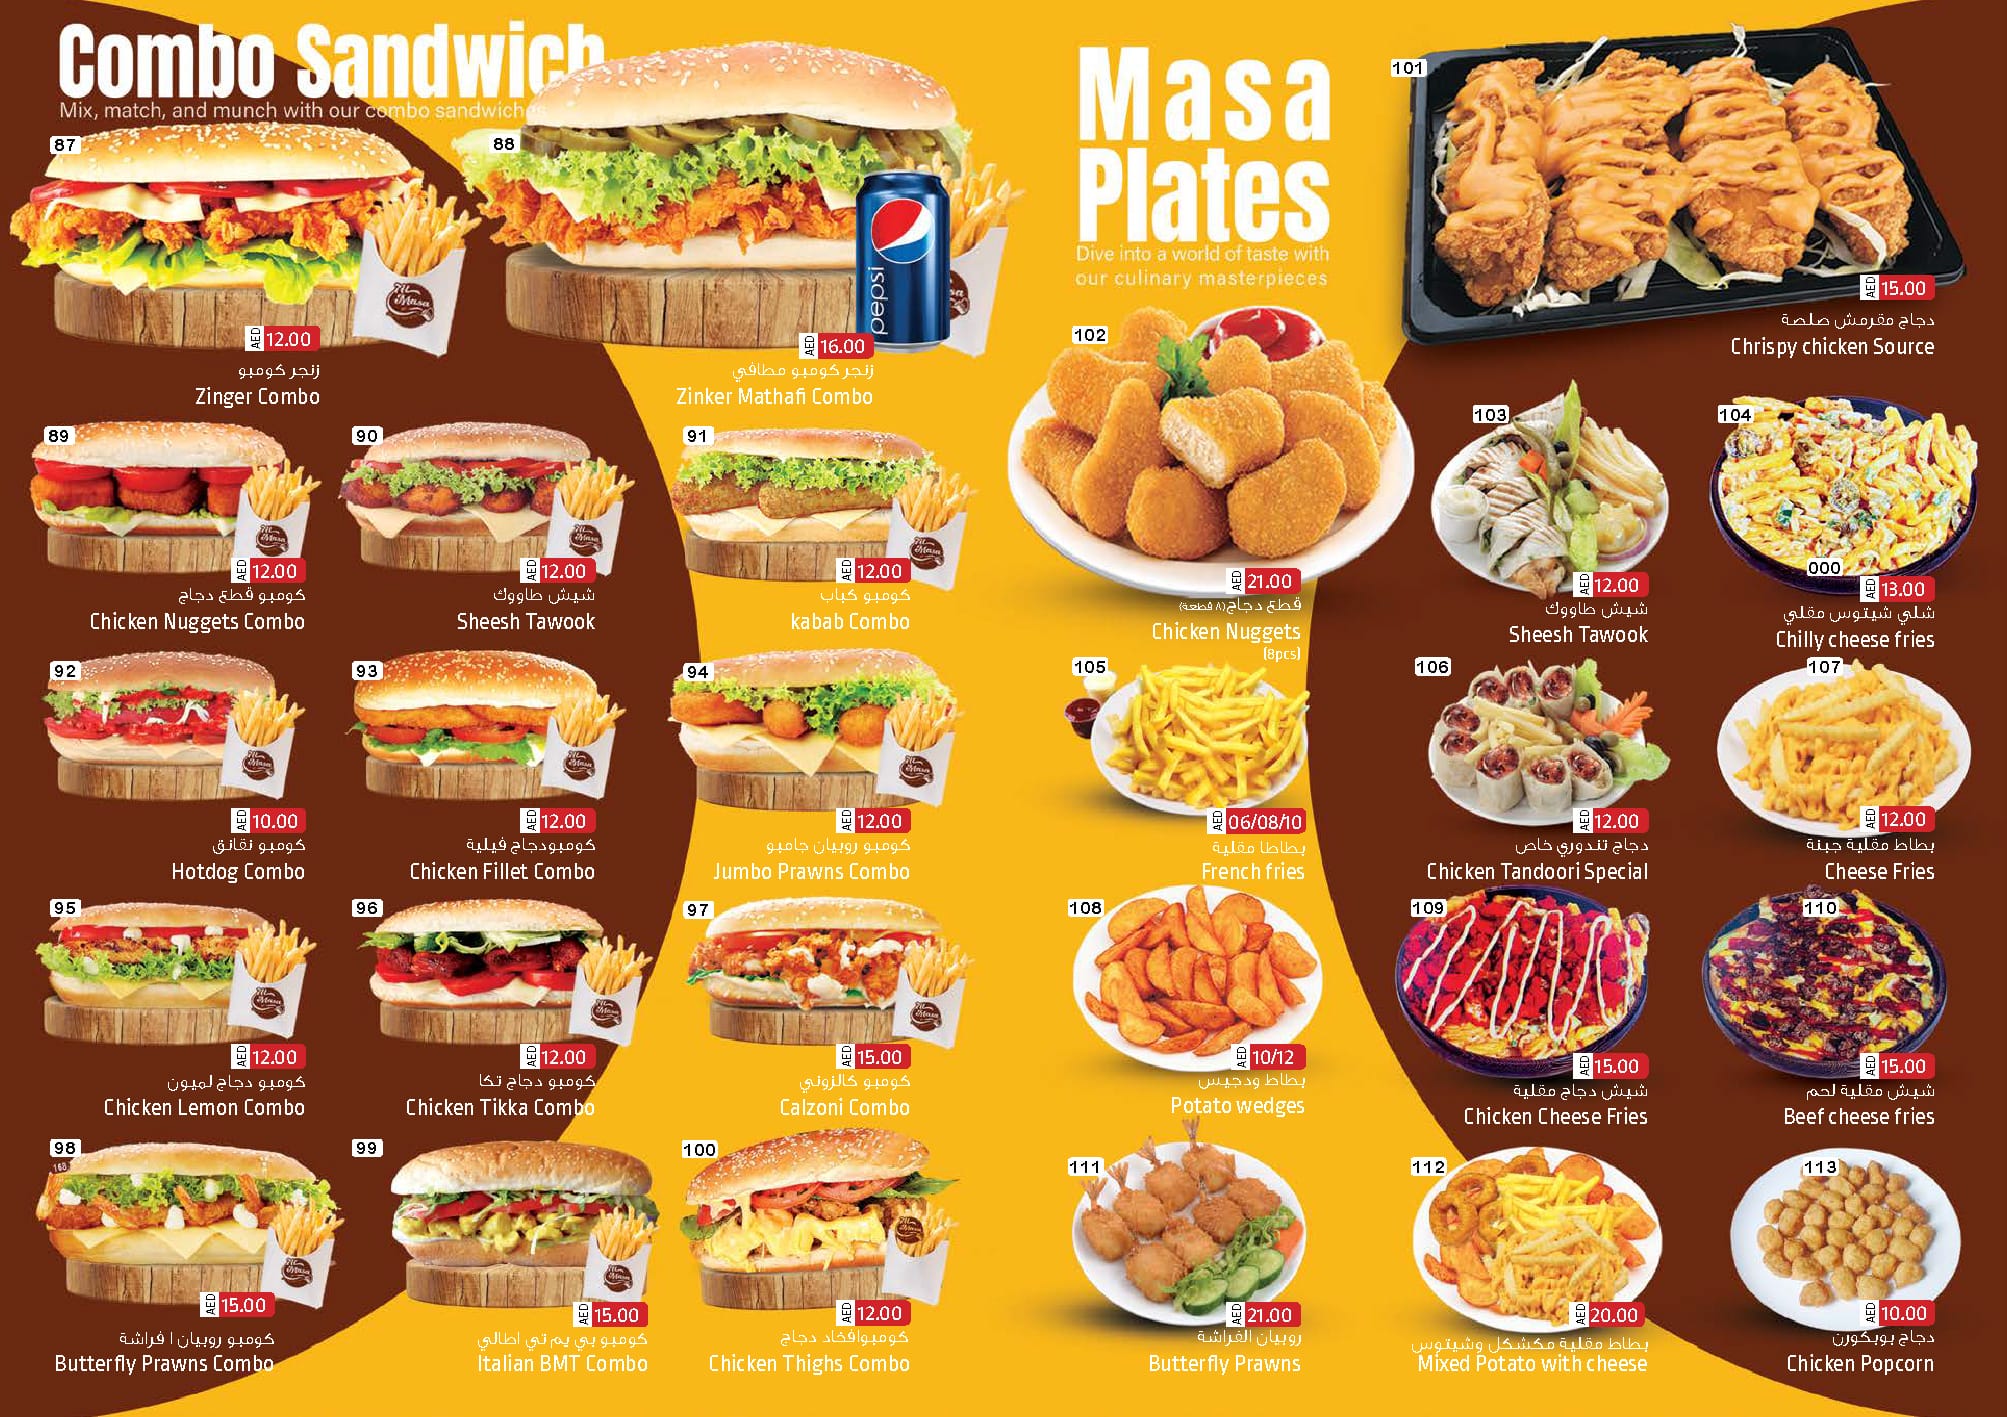 Combo Sandwich
Mix, match, and munch with our combo sandwiches
87
AED 12.00
زنجر كومبو
Zinger Combo
88
pepsi
AED 16.00
زنجر كومبو مطافي
Zinker Mathafi Combo
89
AED 12.00
كومبو قطع دجاج
Chicken Nuggets Combo
90
AED 12.00
شيش طاووك
Sheesh Tawook
91
AED 12.00
كومبو كباب
kabab Combo
92
AED 10.00
كومبو نقانق
Hotdog Combo
93
AED 12.00
كومبودجاج فيلية
Chicken Fillet Combo
94
AED 12.00
كومبو روبيان جامبو
Jumbo Prawns Combo
95
AED 12.00
كومبو دجاج لميون
Chicken Lemon Combo
96
AED 12.00
كومبو دجاج تكا
Chicken Tikka Combo
97
AED 15.00
كومبو كالزوني
Calzoni Combo
98
168
AED 15.00
كومبو روبيان ا فراشة
Butterfly Prawns Combo
99
AED 15.00
كومبو بي يم تي اطالي
Italian BMT Combo
100
AED 12.00
كومبوافخاد دجاج
Chicken Thighs Combo
Masa
Plates
Dive into a world of taste with
our culinary masterpieces
101
AED 15.00
دجاج مقرمش صلصة
Chrispy chicken Source
102
AED 21.00
قطع دجاج(٨ قطعة)
Chicken Nuggets
(8pcs)
103
AED 12.00
شيش طاووك
Sheesh Tawook
104
000
AED 13.00
شلي شيتوس مقلي
Chilly cheese fries
105
AED 06/08/10
بطاطا مقلية
French fries
106
AED 12.00
دجاج تندوري خاص
Chicken Tandoori Special
107
AED 12.00
بطاط مقلية جبنة
Cheese Fries
108
AED 10/12
بطاط ودجيس
Potato wedges
109
AED 15.00
شيش دجاج مقلية
Chicken Cheese Fries
110
AED 15.00
شيش مقلية لحم
Beef cheese fries
111
AED 21.00
روبيان الفراشة
Butterfly Prawns
112
AED 20.00
بطاط مقلية مكشكل وشيتوس
Mixed Potato with cheese
113
AED 10.00
دجاج بوبكورن
Chicken Popcorn